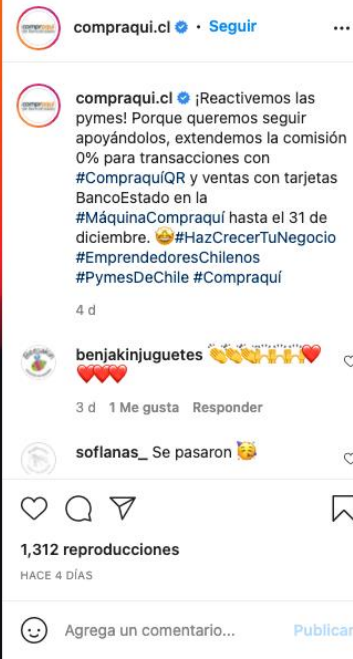 compraqui.cl • Seguir
compraqui.cl ¡Reactivemos las
pymes! Porque queremos seguir
apoyándolos, extendemos la comisión
0% para transacciones con
#CompraquíQR y ventas con tarjetas
BancoEstado en la
#MáquinaCompraquí hasta el 31 de
diciembre. 🤩#HazCrecerTuNegocio
#EmprendedoresChilenos
#PymesDeChile #Compraquí
4 d
benjakinjuguetes 👏👏👏🙌🙌🙌❤️
❤️❤️❤️
3 d 1 Me gusta Responder
soflanas_ Se pasaron 🥳
1,312 reproducciones
HACE 4 DÍAS
Agrega un comentario... Publicar